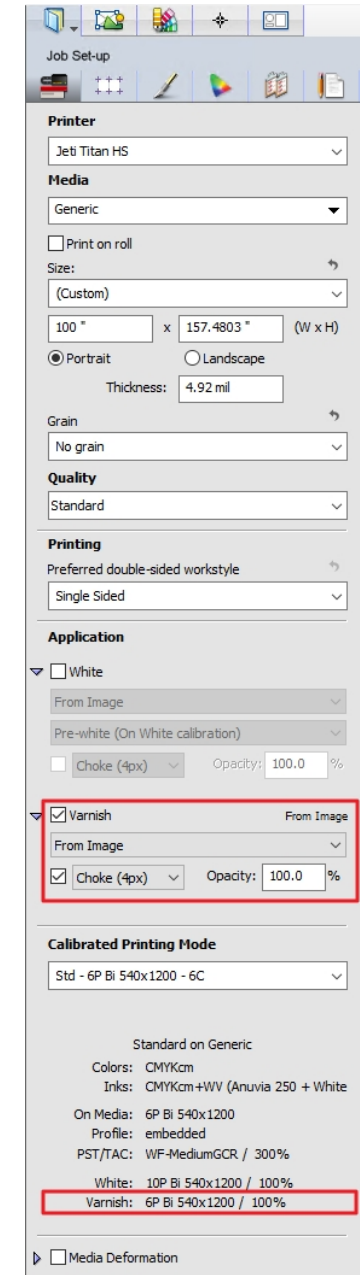 Job Set-up
Printer
Jeti Titan HS
Media
Generic
Print on roll
Size:
(Custom)
100 " x 157.4803 " (W x H)
Portrait Landscape
Thickness: 4.92 mil
Grain
No grain
Quality
Standard
Printing
Preferred double-sided workstyle
Single Sided
Application
White
From Image
Pre-white (On White calibration)
Choke (4px) Opacity: 100.0 %
Varnish From Image
From Image
Choke (4px) Opacity: 100.0 %
Calibrated Printing Mode
Std - 6P Bi 540x1200 - 6C
Standard on Generic
Colors: CMYKcm
Inks: CMYKcm+WV (Anuvia 250 + White
On Media: 6P Bi 540x1200
Profile: embedded
PST/TAC: WF-MediumGCR / 300%
White: 10P Bi 540x1200 / 100%
Varnish: 6P Bi 540x1200 / 100%
Media Deformation